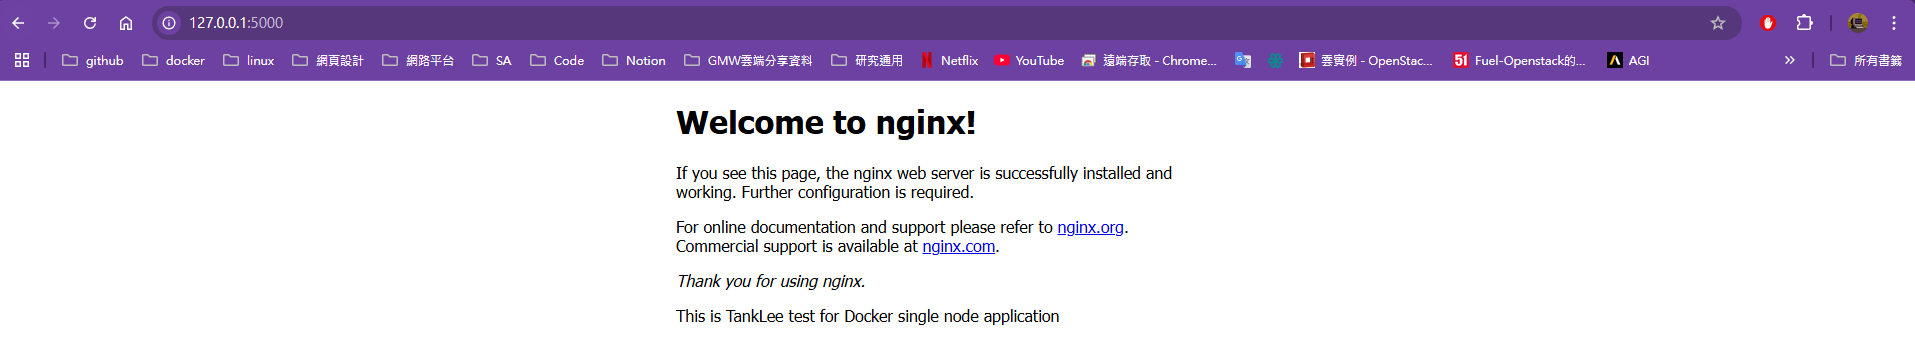 127.0.0.1:5000
github docker linux 網頁設計 網路平台 SA Code Notion GMW雲端分享資料 研究通用 Netflix YouTube 遠端存取 - Chrome... 雲實例 - OpenStac... 51 Fuel-Openstack的... AGI » 所有書籤
Welcome to nginx!
If you see this page, the nginx web server is successfully installed and
working. Further configuration is required.
For online documentation and support please refer to nginx.org.
Commercial support is available at nginx.com.
Thank you for using nginx.
This is TankLee test for Docker single node application